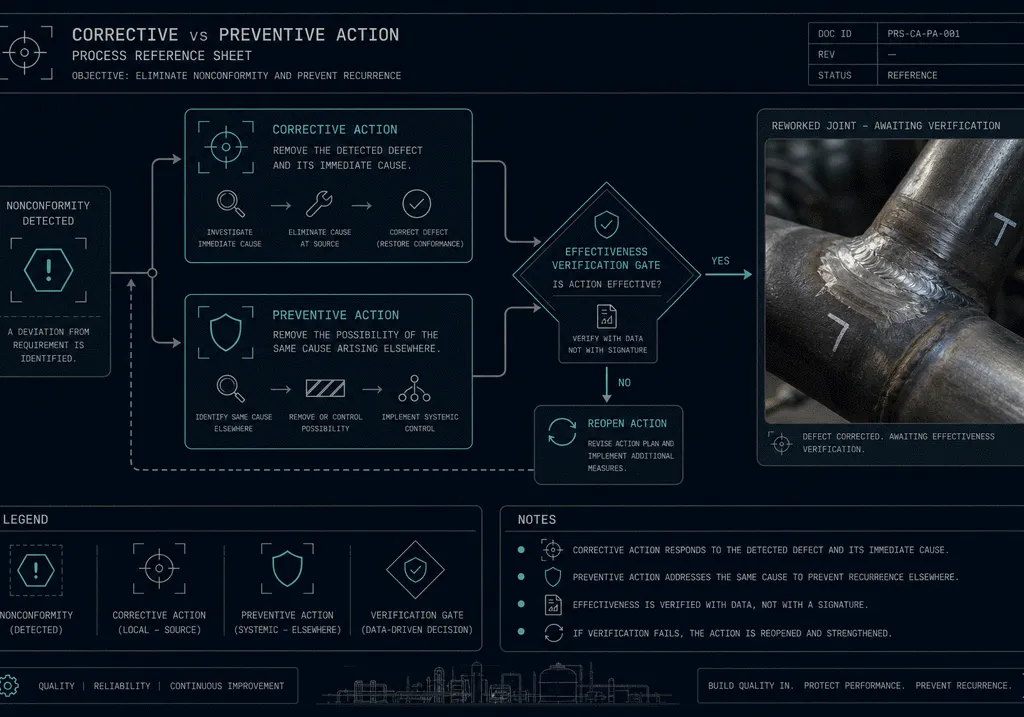 CORRECTIVE VS PREVENTIVE ACTION
PROCESS REFERENCE SHEET
OBJECTIVE: ELIMINATE NONCONFORMITY AND PREVENT RECURRENCE
DOC ID PRS-CA-PA-001
REV —
STATUS REFERENCE
NONCONFORMITY
DETECTED
!
A DEVIATION FROM
REQUIREMENT IS
IDENTIFIED.
CORRECTIVE ACTION
REMOVE THE DETECTED DEFECT
AND ITS IMMEDIATE CAUSE.
INVESTIGATE
IMMEDIATE CAUSE
ELIMINATE CAUSE
AT SOURCE
CORRECT DEFECT
(RESTORE CONFORMANCE)
PREVENTIVE ACTION
REMOVE THE POSSIBILITY OF THE
SAME CAUSE ARISING ELSEWHERE.
IDENTIFY SAME CAUSE
ELSEWHERE
REMOVE OR CONTROL
POSSIBILITY
IMPLEMENT SYSTEMIC
CONTROL
EFFECTIVENESS
VERIFICATION GATE
IS ACTION EFFECTIVE?
VERIFY WITH DATA
NOT WITH SIGNATURE
YES
NO
REOPEN ACTION
REVISE ACTION PLAN AND
IMPLEMENT ADDITIONAL
MEASURES.
REWORKED JOINT – AWAITING VERIFICATION
DEFECT CORRECTED. AWAITING EFFECTIVENESS
VERIFICATION.
LEGEND
!
NONCONFORMITY
(DETECTED)
CORRECTIVE ACTION
(LOCAL – SOURCE)
PREVENTIVE ACTION
(SYSTEMIC – ELSEWHERE)
VERIFICATION GATE
(DATA-DRIVEN DECISION)
NOTES
CORRECTIVE ACTION RESPONDS TO THE DETECTED DEFECT AND ITS IMMEDIATE CAUSE.
PREVENTIVE ACTION ADDRESSES THE SAME CAUSE TO PREVENT RECURREENCE ELSEWHERE.
EFFECTIVENESS IS VERIFIED WITH DATA, NOT WITH A SIGNATURE.
IF VERIFICATION FAILS, THE ACTION IS REOPENED AND STRENGTHENED.
QUALITY | RELIABILITY | CONTINUOUS IMPROVEMENT
BUILD QUALITY IN. PROTECT PERFORMANCE. PREVENT RECURRENCE.